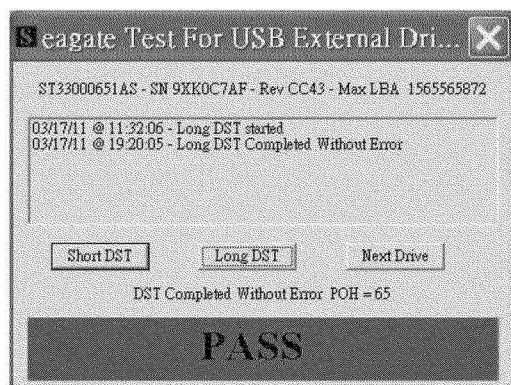 Seagate Test For USB External Dri...
ST33000651AS - SN 9XK0C7AF - Rev CC43 - Max LBA 1565565872
03/17/11 @ 11:32:06 - Long DST started
03/17/11 @ 19:20:05 - Long DST Completed Without Error
Short DST Long DST Next Drive
DST Completed Without Error POH = 65
PASS